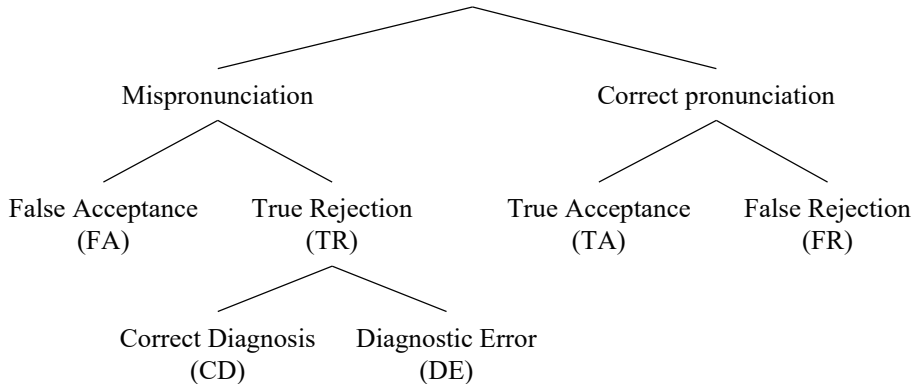 Mispronunciation
Correct pronunciation
False Acceptance
(FA)
True Rejection
(TR)
True Acceptance
(TA)
False Rejection
(FR)
Correct Diagnosis
(CD)
Diagnostic Error
(DE)